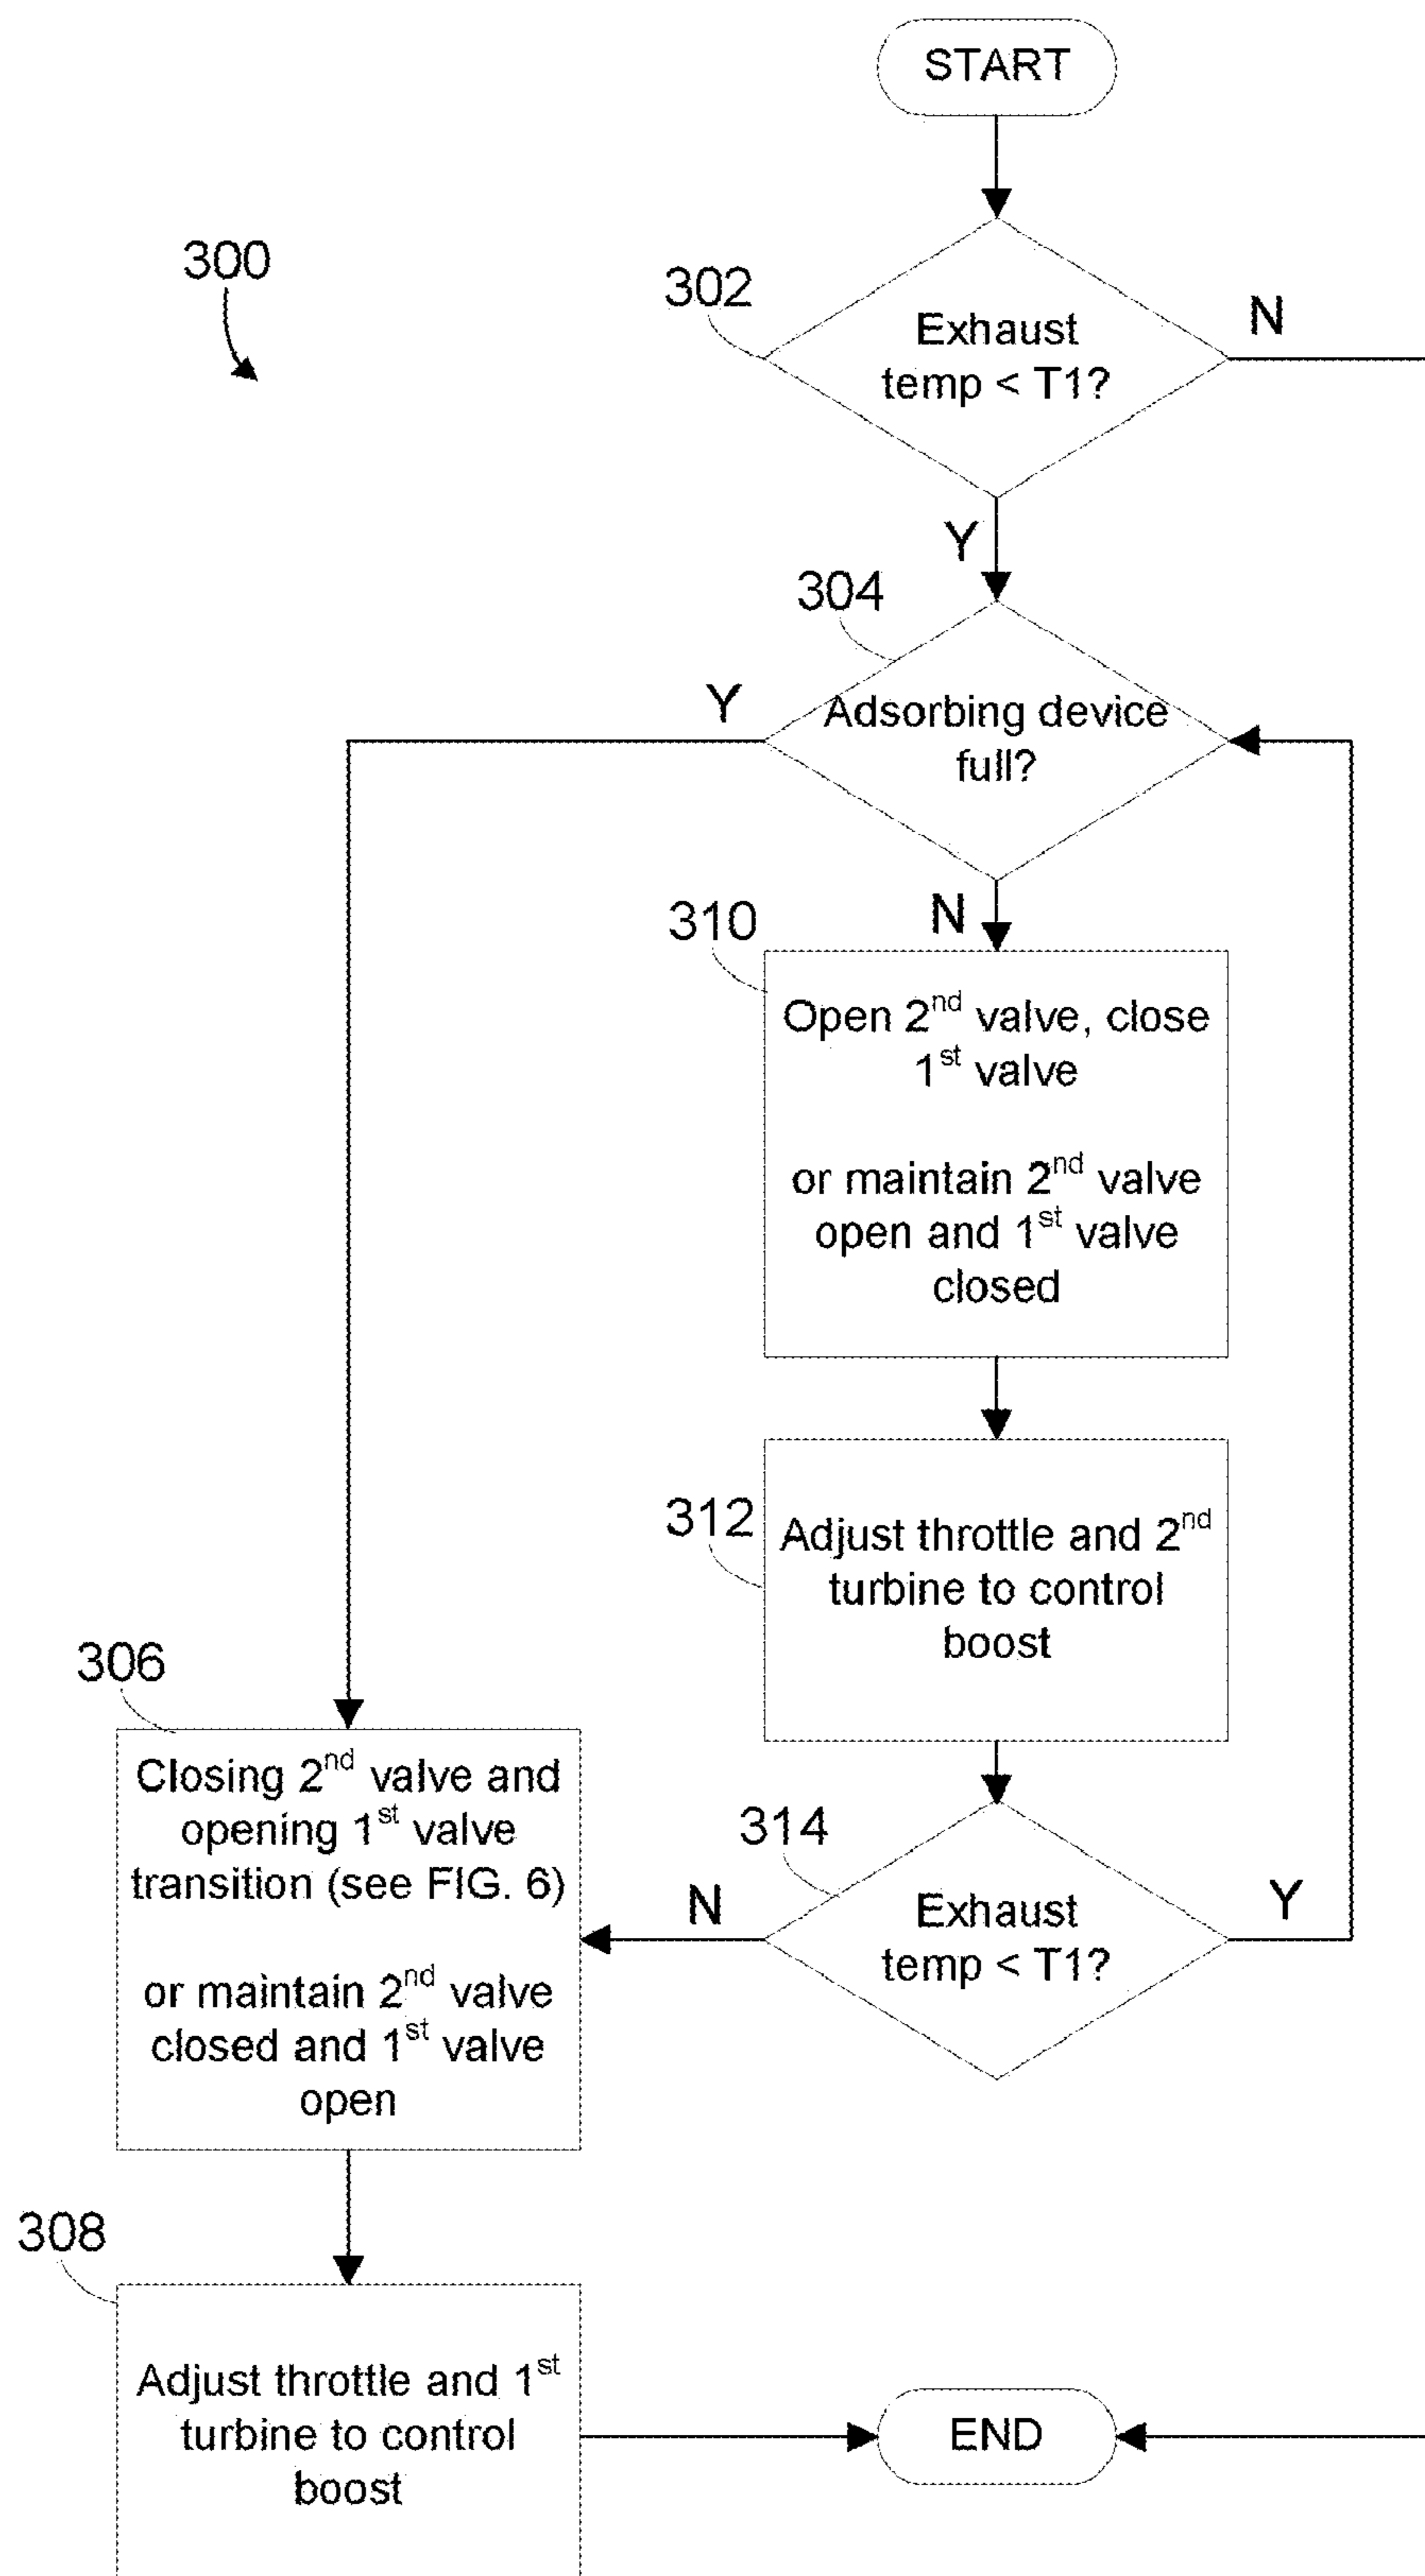 START
300
302
Exhaust
temp < T1?
N
Y
304
Adsorbing device
full?
Y
N
310
Open 2nd valve, close
1st valve
or maintain 2nd valve
open and 1st valve
closed
312
Adjust throttle and 2nd
turbine to control
boost
306
Closing 2nd valve and
opening 1st valve
transition (see FIG. 6)
or maintain 2nd valve
closed and 1st valve
open
314
Exhaust
temp < T1?
N
Y
308
Adjust throttle and 1st
turbine to control
boost
END